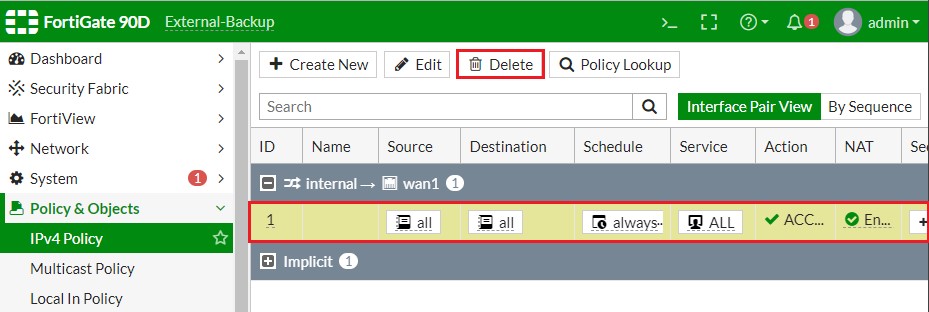 FortiGate 90D External-Backup >_ 1 admin
Dashboard
Security Fabric
FortiView
Network
System 1
Policy & Objects
IPv4 Policy
Multicast Policy
Local In Policy
Create New Edit Delete Policy Lookup
Search Interface Pair View By Sequence
ID Name Source Destination Schedule Service Action NAT Sec
internal → wan1 1
1 all all always.. ALL ACC... En...
Implicit 1